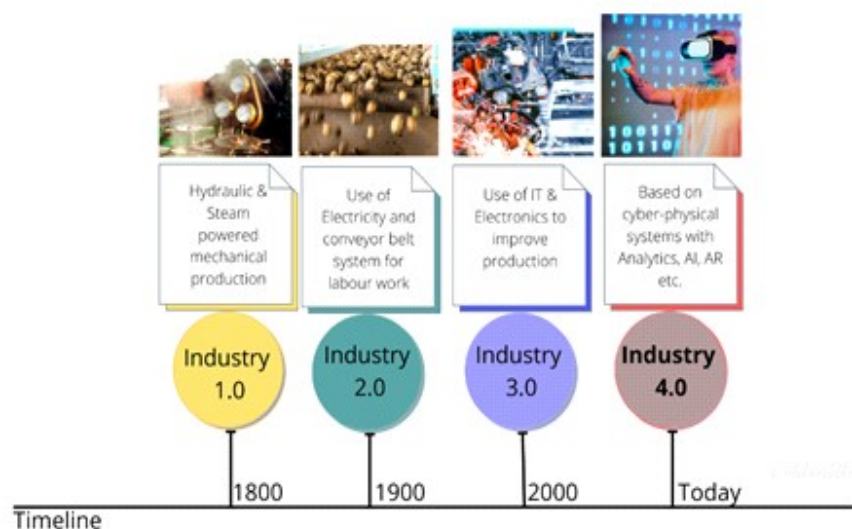 Hydraulic &
Steam
powered
mechanical
production
Use of
Electricity and
conveyor belt
system for
labour work
Use of IT &
Electronics to
improve
production
Based on
cyber-physical
systems with
Analytics, AI, AR
etc.
Industry
1.0
Industry
2.0
Industry
3.0
Industry
4.0
1800
1900
2000
Today
Timeline